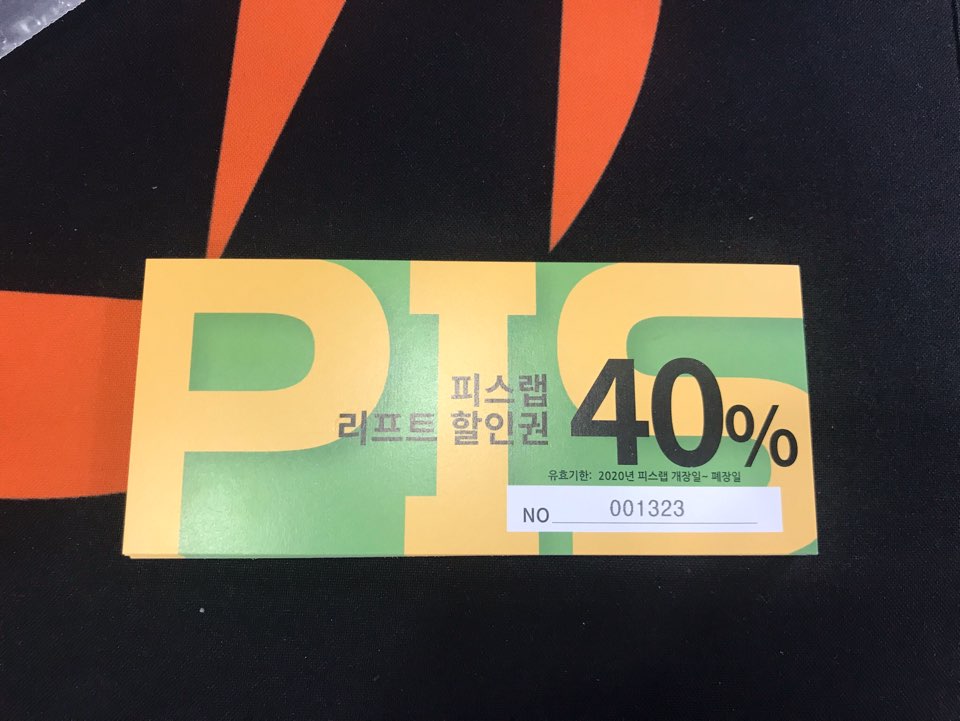 PIS
피스랩
리프트 할인권
40%
유효기한: 2020년 피스랩 개장일~ 폐장일
NO 001323